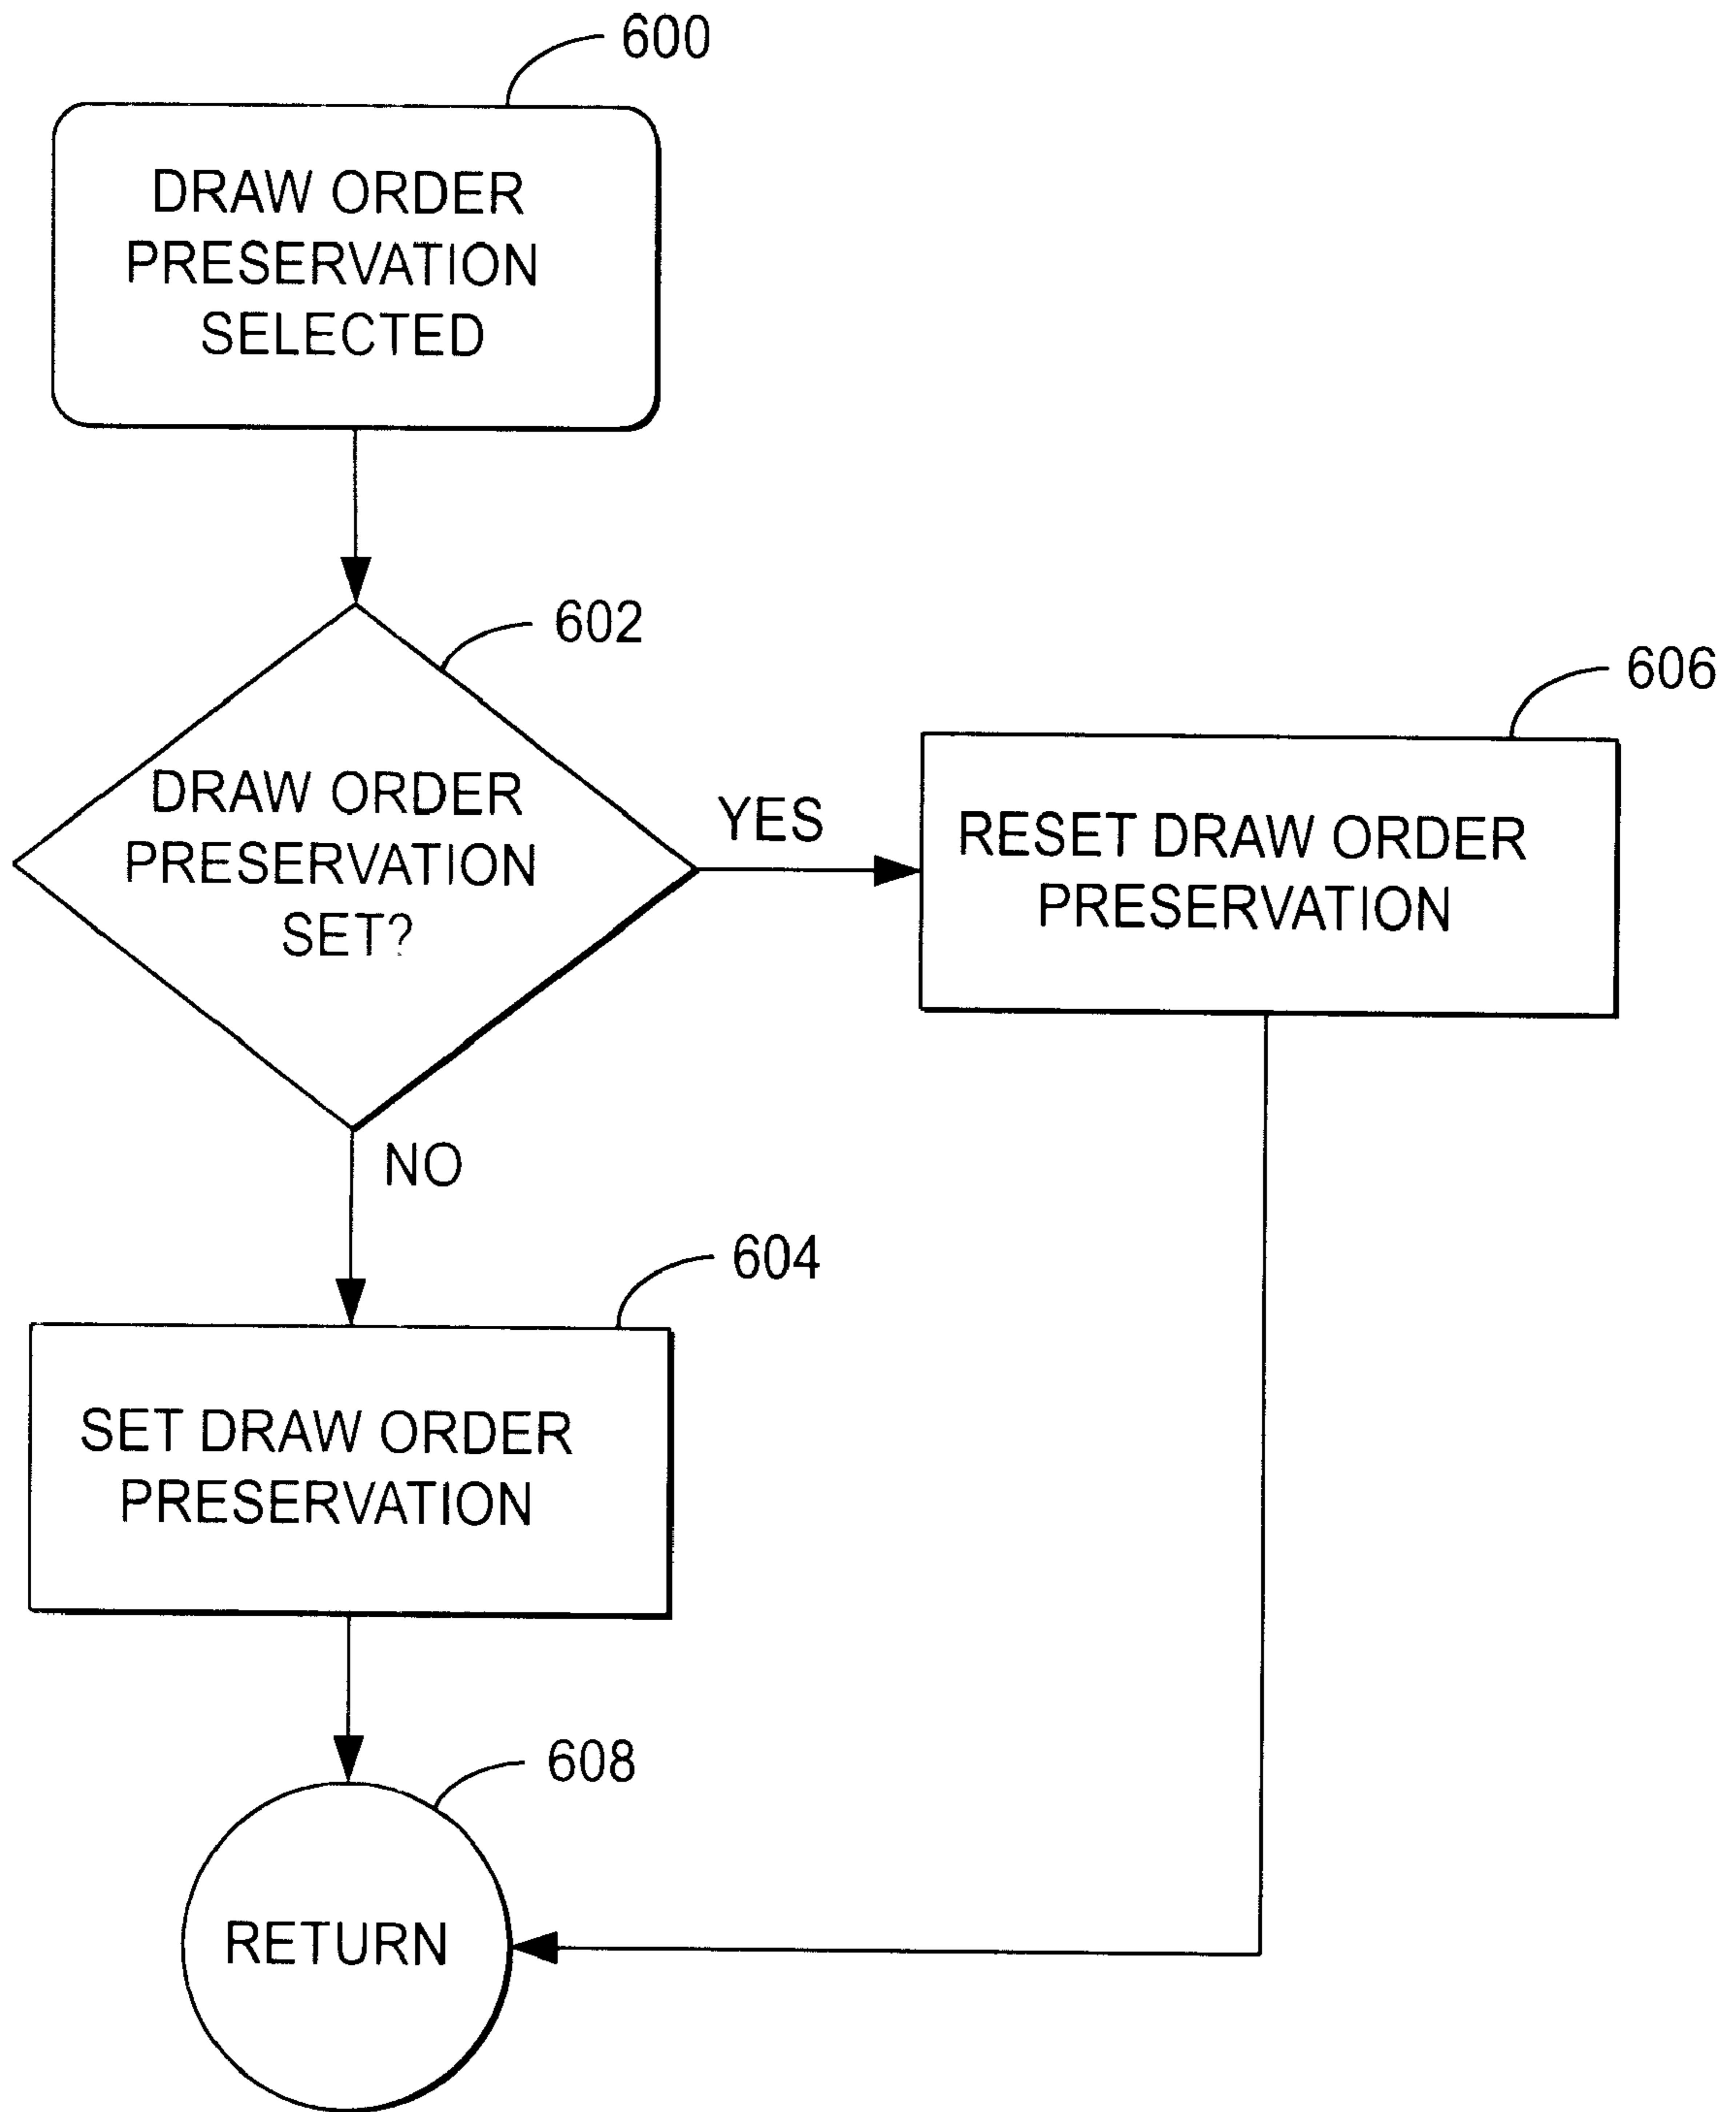 600
DRAW ORDER
PRESERVATION
SELECTED
602
DRAW ORDER
PRESERVATION
SET?
YES
606
RESET DRAW ORDER
PRESERVATION
NO
604
SET DRAW ORDER
PRESERVATION
608
RETURN